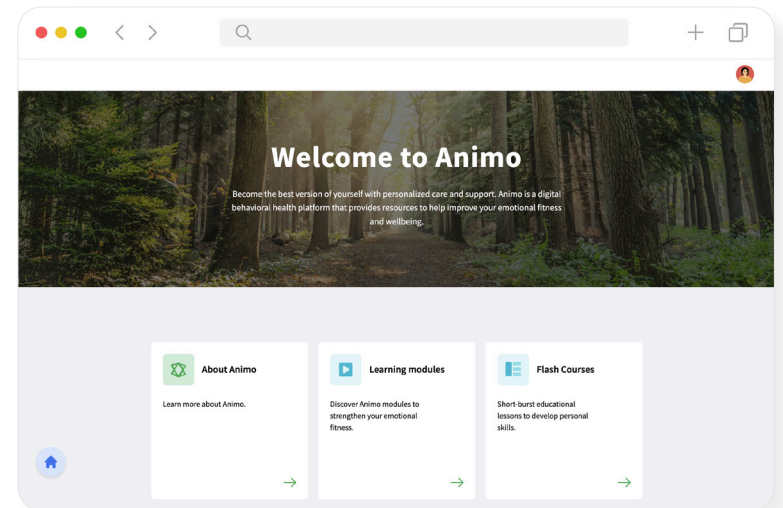 Welcome to Animo
Become the best version of yourself with personalized care and support. Animo is a digital
behavioral health platform that provides resources to help improve your emotional fitness
and wellbeing.
About Animo
Learn more about Animo.
Learning modules
Discover Animo modules to
strengthen your emotional
fitness.
Flash Courses
Short-burst educational
lessons to develop personal
skills.